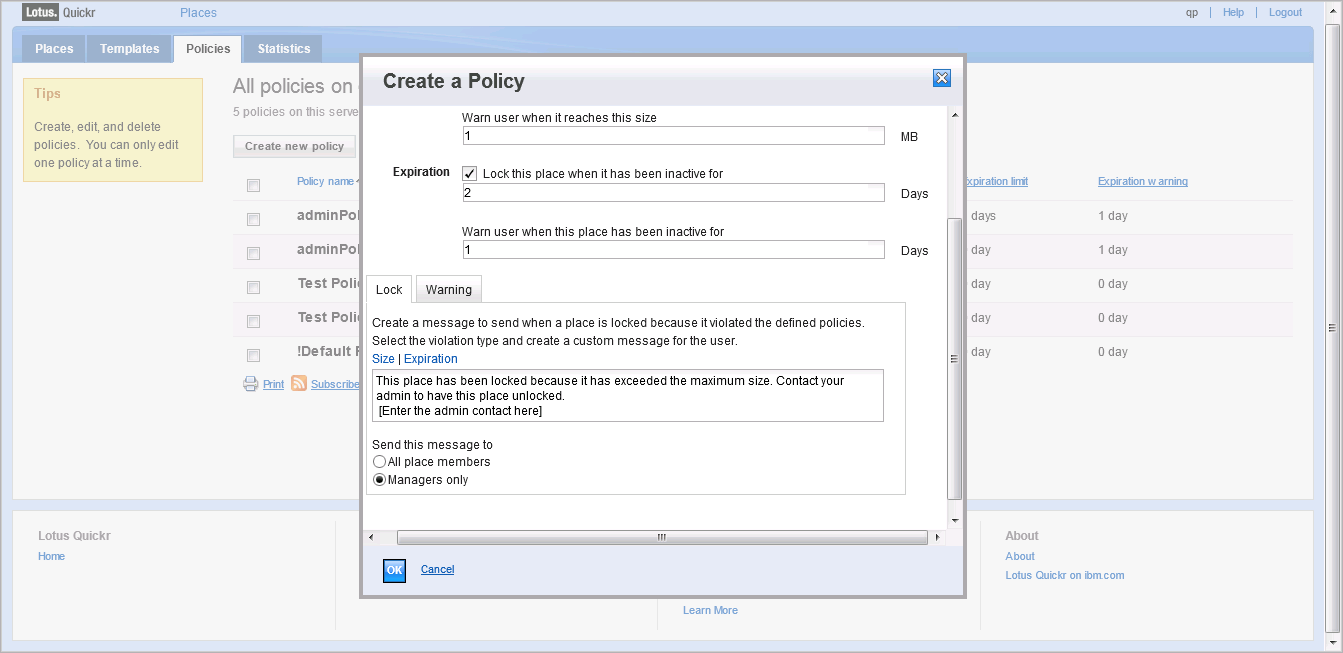 Lotus. Quickr Places qp | Help | Logout
Places Templates Policies Statistics
Tips
Create, edit, and delete
policies. You can only edit
one policy at a time.
All policies on
5 policies on this serve
Create new policy
Policy name
xpiration limit Expiration warning
adminPol
days 1 day
adminPol
day 1 day
Test Polic
day 0 day
Test Polic
day 0 day
!Default P
day 0 day
Print Subscribe
Create a Policy
Warn user when it reaches this size
1 MB
Expiration Lock this place when it has been inactive for
2 Days
Warn user when this place has been inactive for
1 Days
Lock Warning
Create a message to send when a place is locked because it violated the defined policies.
Select the violation type and create a custom message for the user.
Size | Expiration
This place has been locked because it has exceeded the maximum size. Contact your
admin to have this place unlocked.
[Enter the admin contact here]
Send this message to
All place members
Managers only
OK Cancel
Lotus Quickr
Home
Learn More
About
About
Lotus Quickr on ibm.com